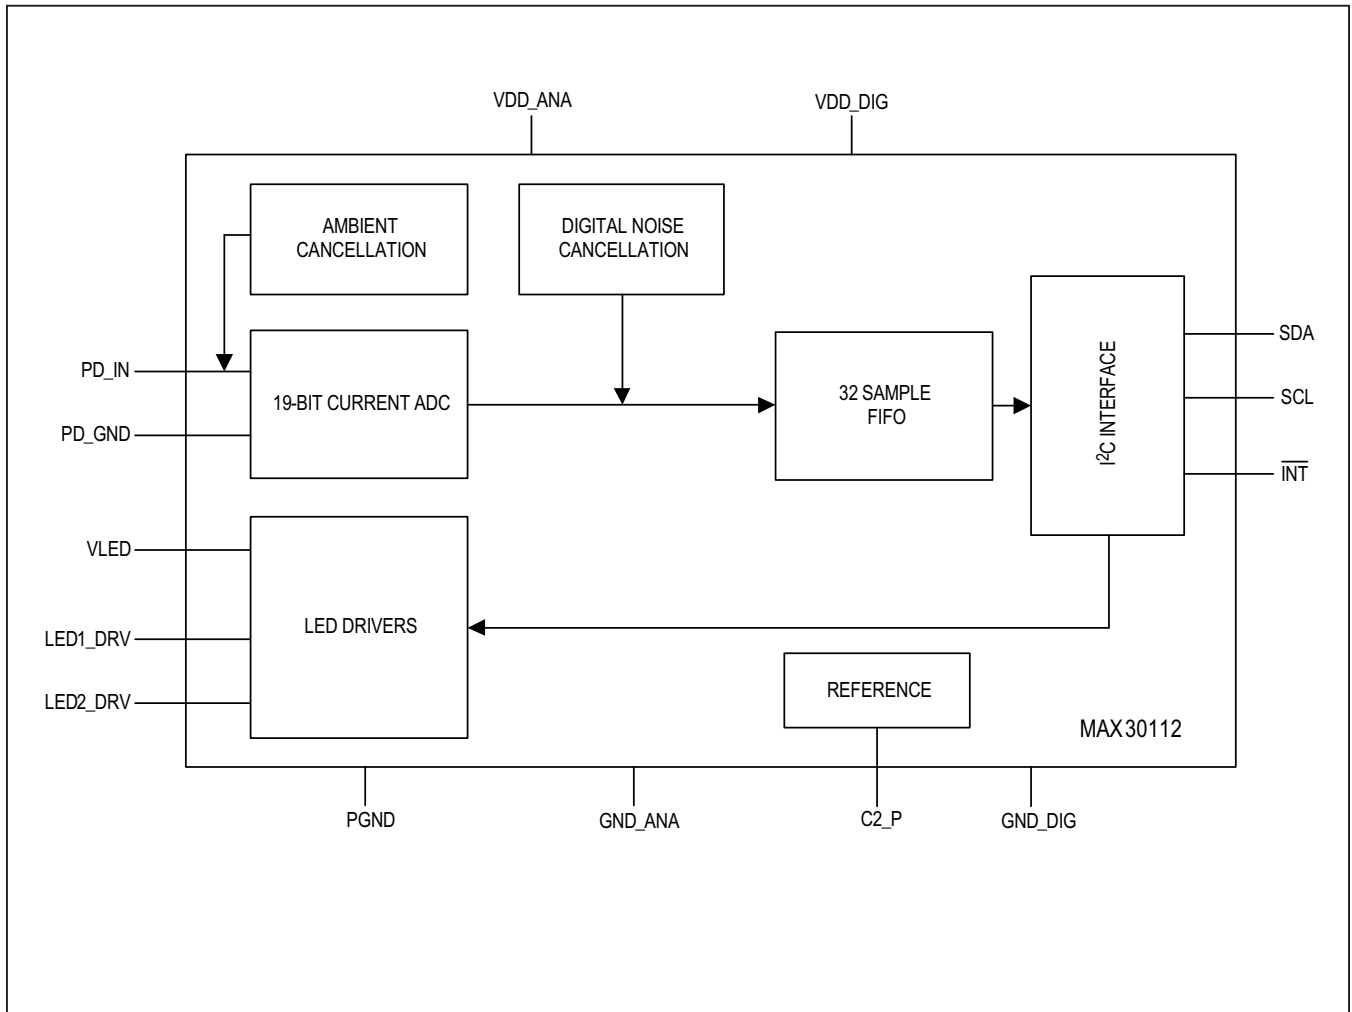 VDD_ANA
VDD_DIG
AMBIENT
CANCELLATION
DIGITAL NOISE
CANCELLATION
PD_IN
PD_GND
19-BIT CURRENT ADC
32 SAMPLE
FIFO
I²C INTERFACE
SDA
SCL
I̅N̅T̅
VLED
LED1_DRV
LED2_DRV
LED DRIVERS
REFERENCE
MAX30112
PGND
GND_ANA
C2_P
GND_DIG